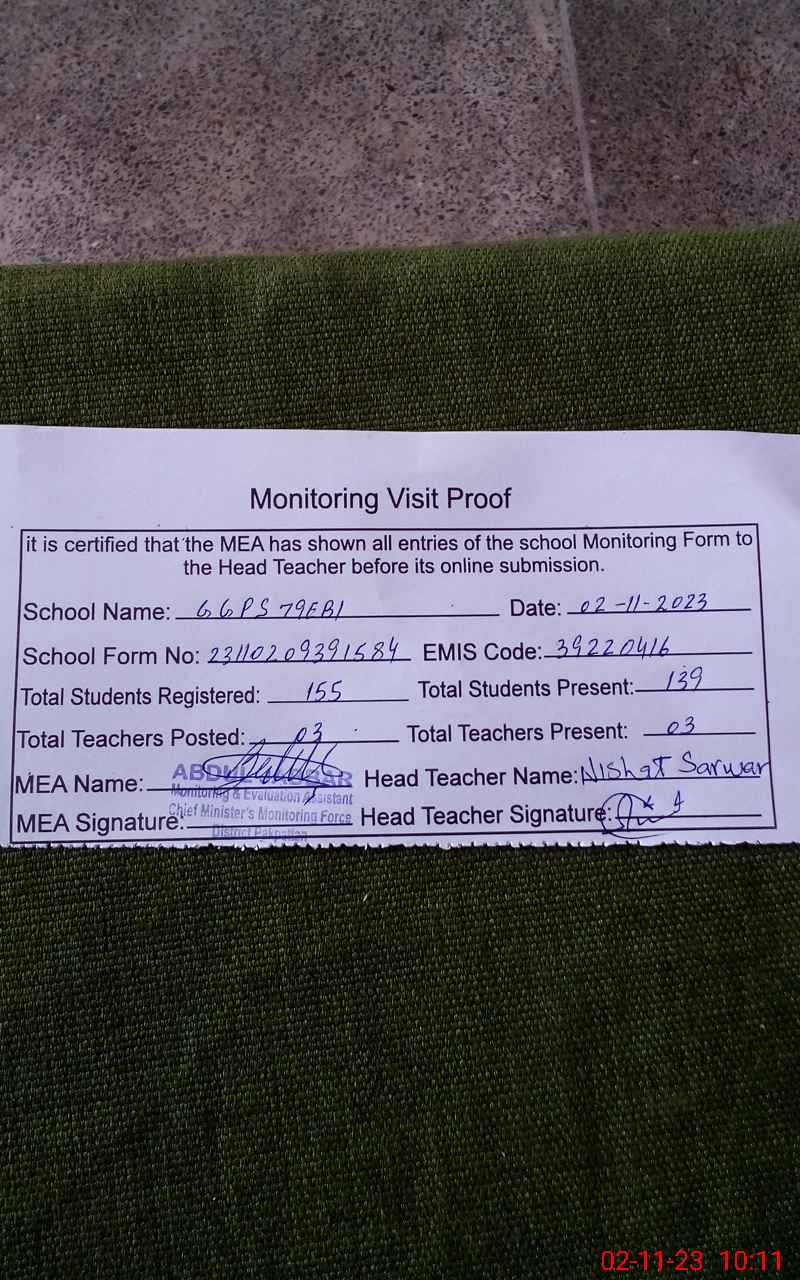 Monitoring Visit Proof
it is certified that the MEA has shown all entries of the school Monitoring Form to
the Head Teacher before its online submission.
School Name: GGPS 79EB1 Date: 02-11-2023
School Form No: 23110209391584 EMIS Code: 39220416
Total Students Registered: 155 Total Students Present: 139
Total Teachers Posted: 03 Total Teachers Present: 03
MEA Name: Head Teacher Name: Nishat Sarwar
Monitoring & Evaluation Assistant
Chief Minister's Monitoring Force
District Pakpattan
MEA Signature: Head Teacher Signature:
02-11-23 10:11